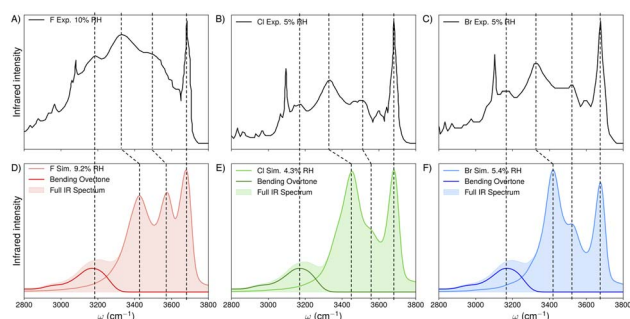 A) F Exp. 10% RH
B) Cl Exp. 5% RH
C) Br Exp. 5% RH
Infrared intensity
D) F Sim. 9.2% RH
Bending Overtone
Full IR Spectrum
E) Cl Sim. 4.3% RH
Bending Overtone
Full IR Spectrum
F) Br Sim. 5.4% RH
Bending Overtone
Full IR Spectrum
Infrared intensity
2800 3000 3200 3400 3600 3800
2800 3000 3200 3400 3600 3800
2800 3000 3200 3400 3600 3800
ω (cm⁻¹)
ω (cm⁻¹)
ω (cm⁻¹)